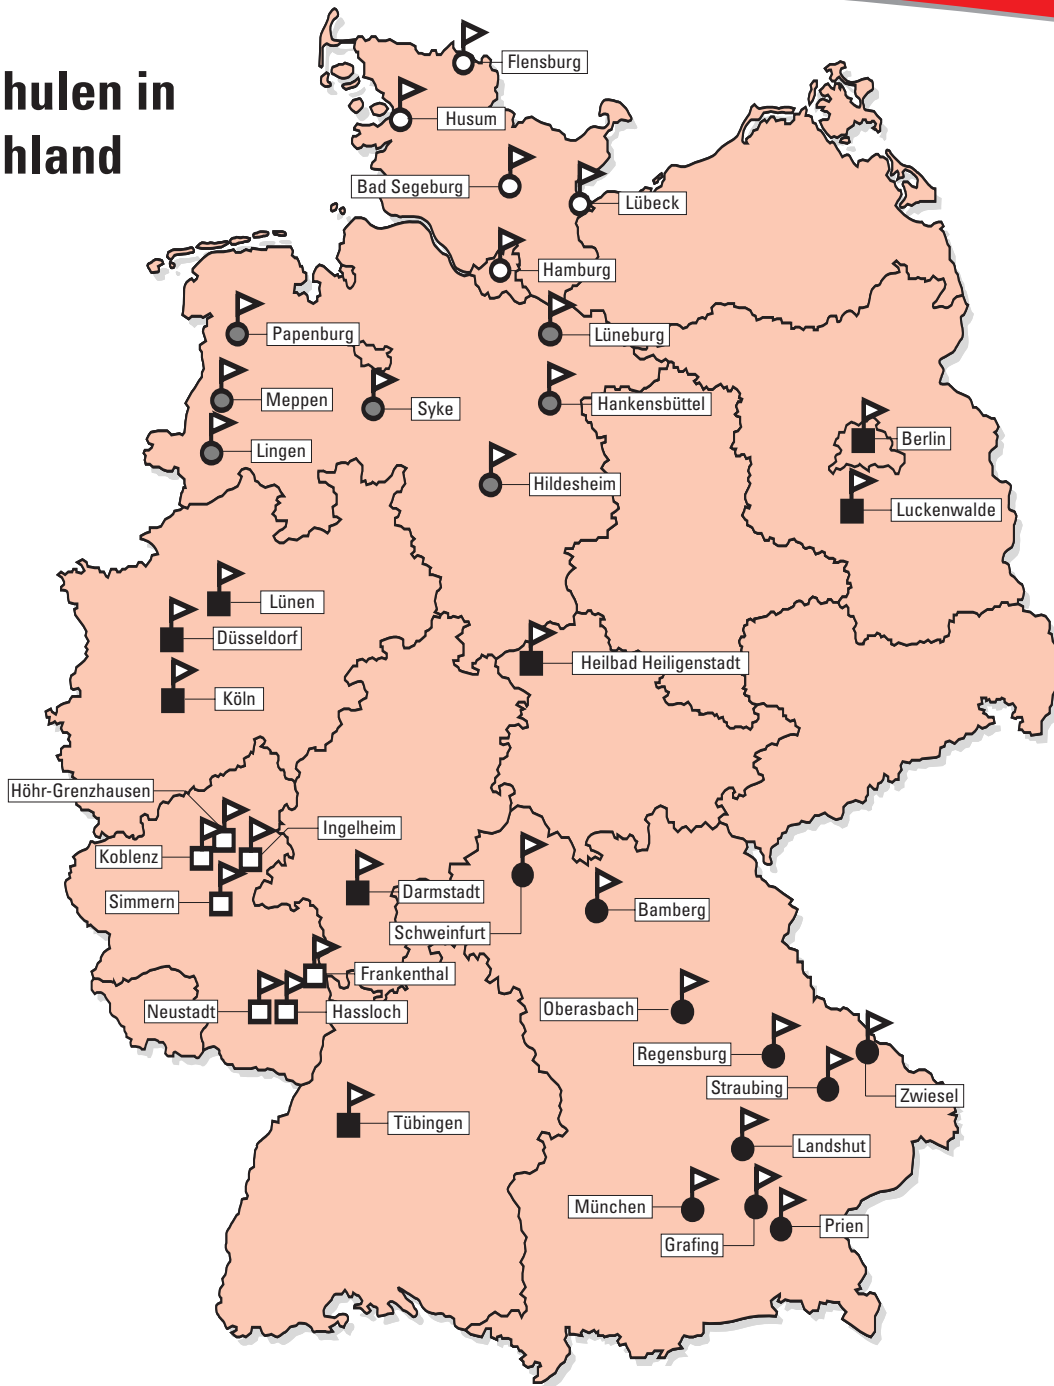 hulen in
hland
Flensburg
Husum
Bad Segeburg
Lübeck
Hamburg
Papenburg
Lüneburg
Meppen
Syke
Hankensbüttel
Lingen
Berlin
Hildesheim
Luckenwalde
Lünen
Düsseldorf
Heilbad Heiligenstadt
Köln
Höhr-Grenzhausen
Ingelheim
Koblenz
Darmstadt
Simmern
Bamberg
Schweinfurt
Frankenthal
Neustadt
Hassloch
Oberasbach
Regensburg
Straubing
Zwiesel
Tübingen
Landshut
München
Prien
Grafing